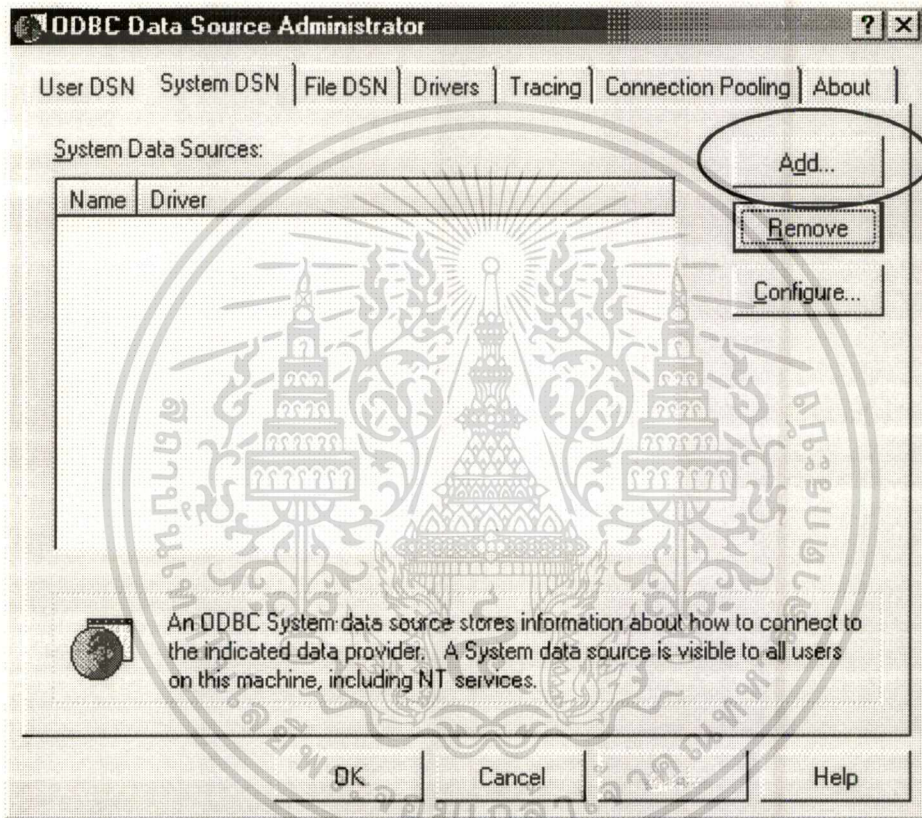 ODBC Data Source Administrator
? ×
User DSN System DSN File DSN Drivers Tracing Connection Pooling About
System Data Sources:
Add...
Name Driver
Remove
Configure...
An ODBC System data source stores information about how to connect to
the indicated data provider. A System data source is visible to all users
on this machine, including NT services.
OK Cancel Help